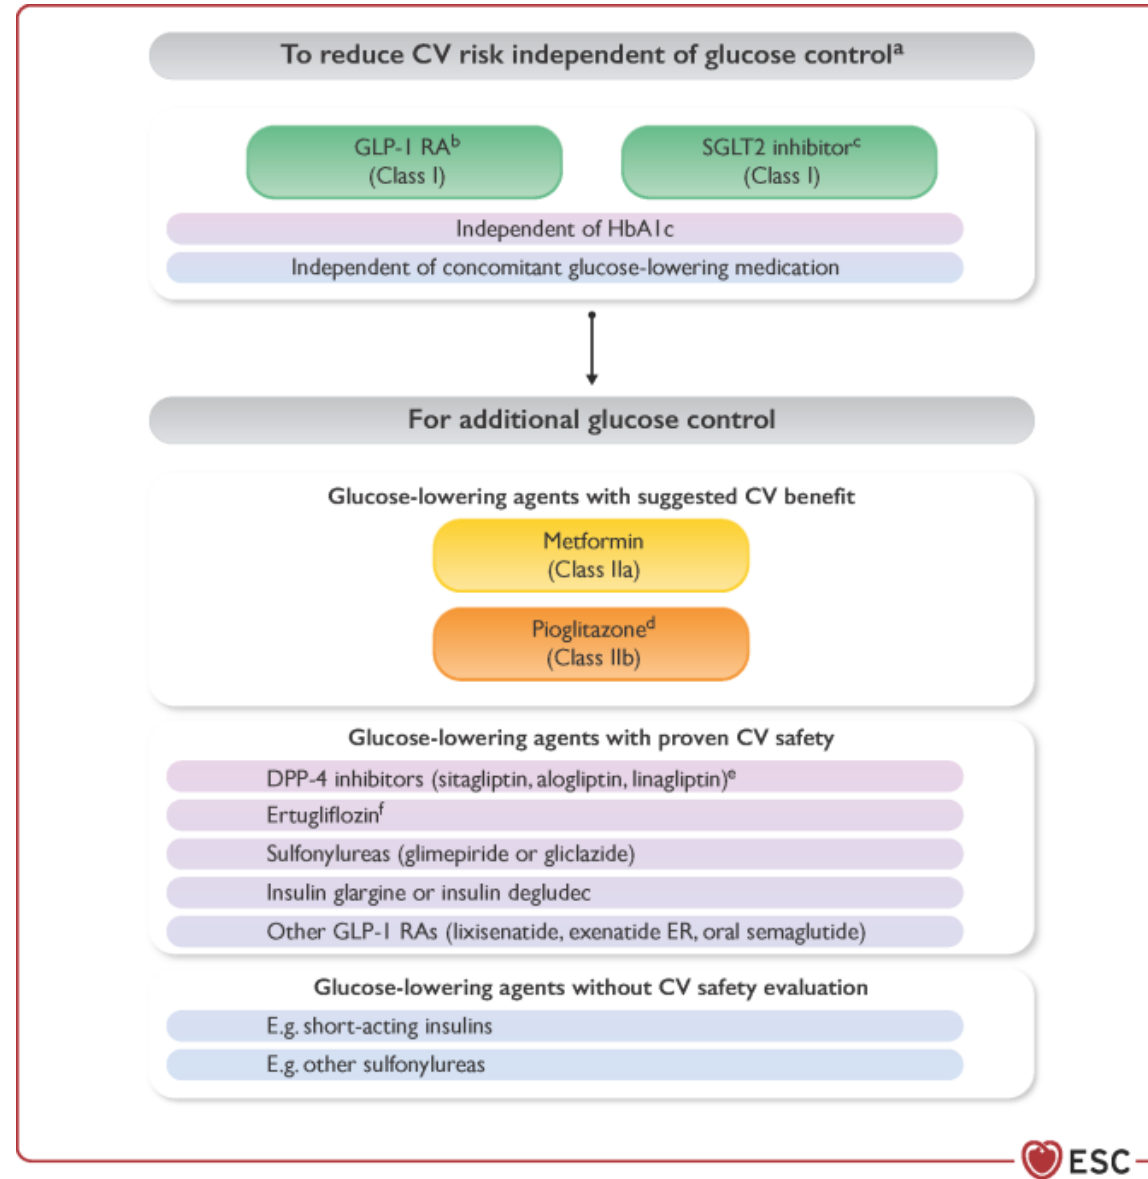 To reduce CV risk independent of glucose controlᵃ
GLP-1 RAᵇ
(Class I)
SGLT2 inhibitorᶜ
(Class I)
Independent of HbA1c
Independent of concomitant glucose-lowering medication
For additional glucose control
Glucose-lowering agents with suggested CV benefit
Metformin
(Class IIa)
Pioglitazoneᵈ
(Class IIb)
Glucose-lowering agents with proven CV safety
DPP-4 inhibitors (sitagliptin, alogliptin, linagliptin)ᵉ
Ertugliflozinᶠ
Sulfonylureas (glimepiride or gliclazide)
Insulin glargine or insulin degludec
Other GLP-1 RAs (lixisenatide, exenatide ER, oral semaglutide)
Glucose-lowering agents without CV safety evaluation
E.g. short-acting insulins
E.g. other sulfonylureas
ESC